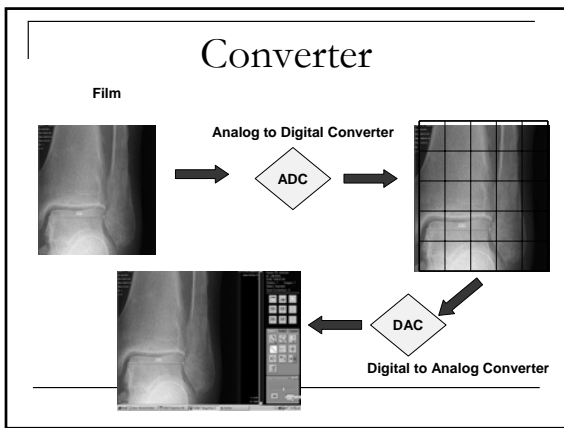 Converter
Film
Analog to Digital Converter
ADC
DAC
Digital to Analog Converter